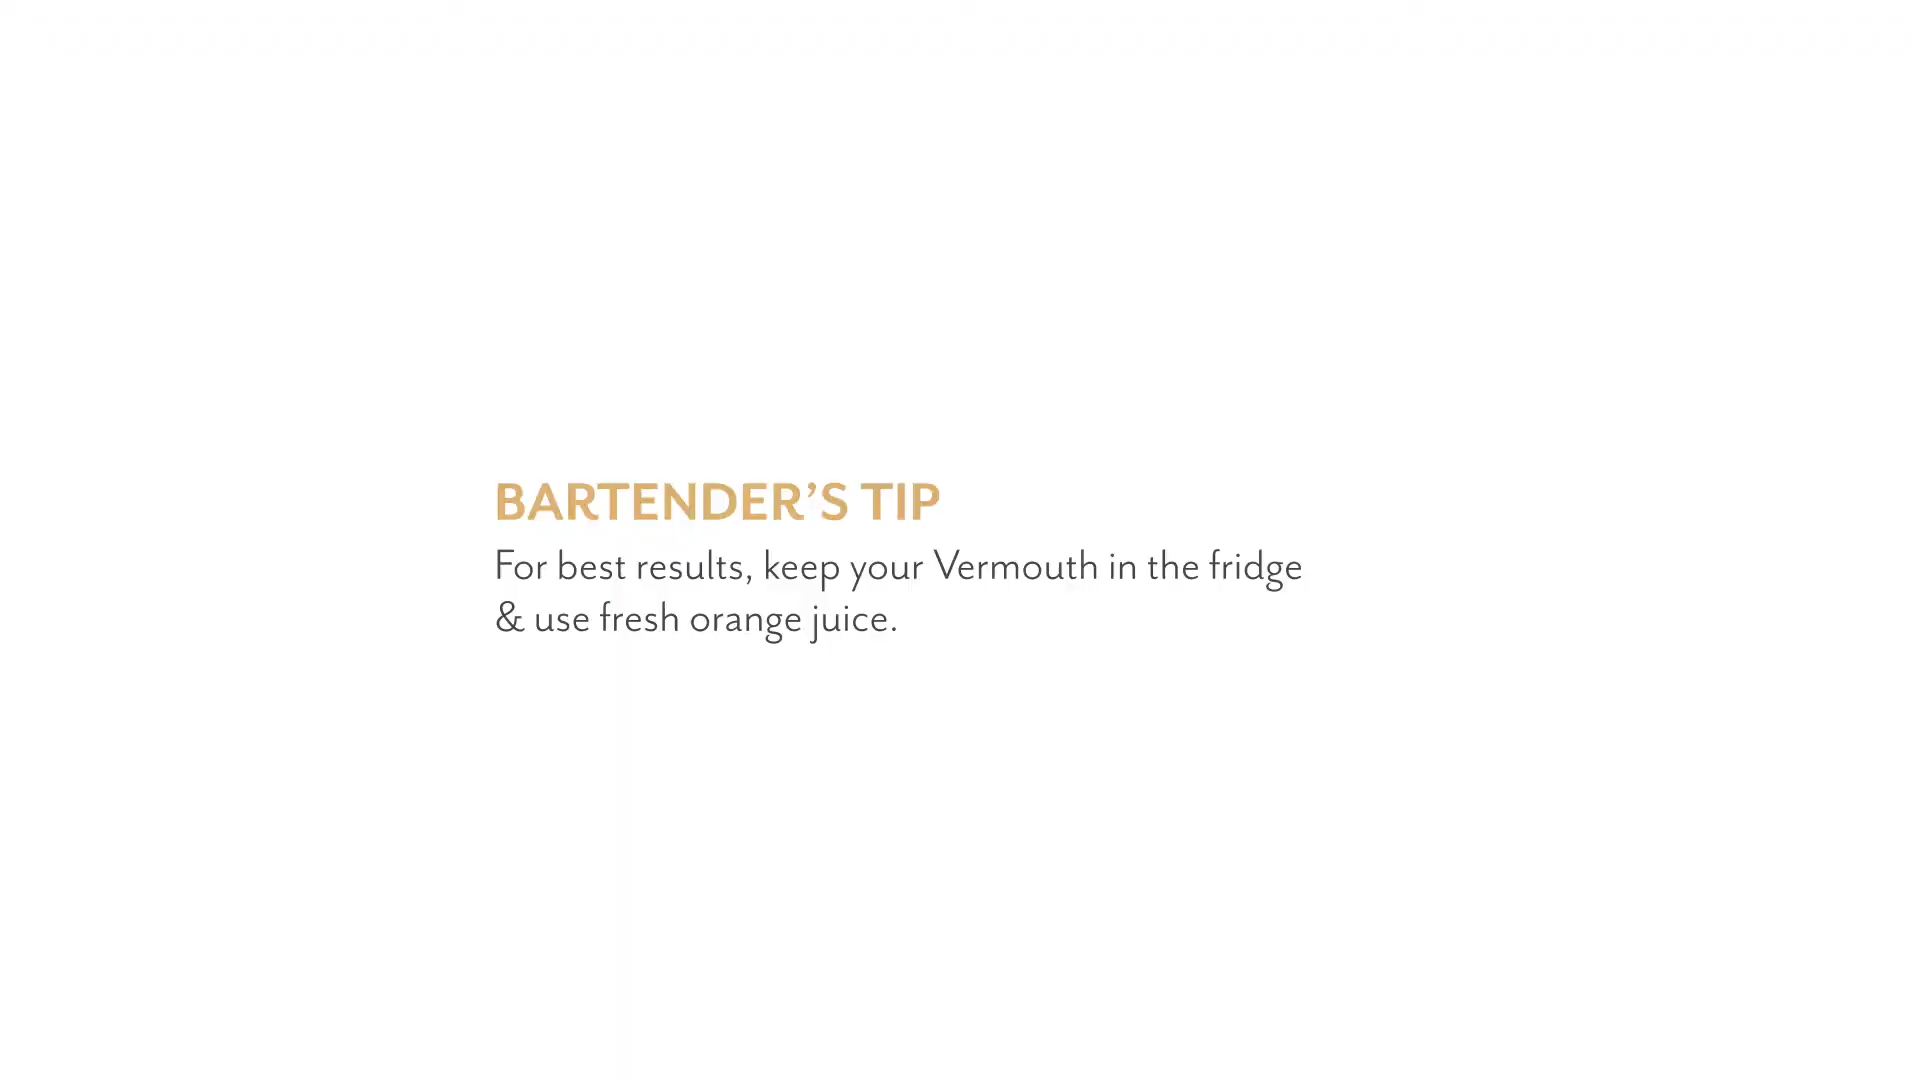 BARTENDER’S TIP
For best results, keep your Vermouth in the fridge
& use fresh orange juice.